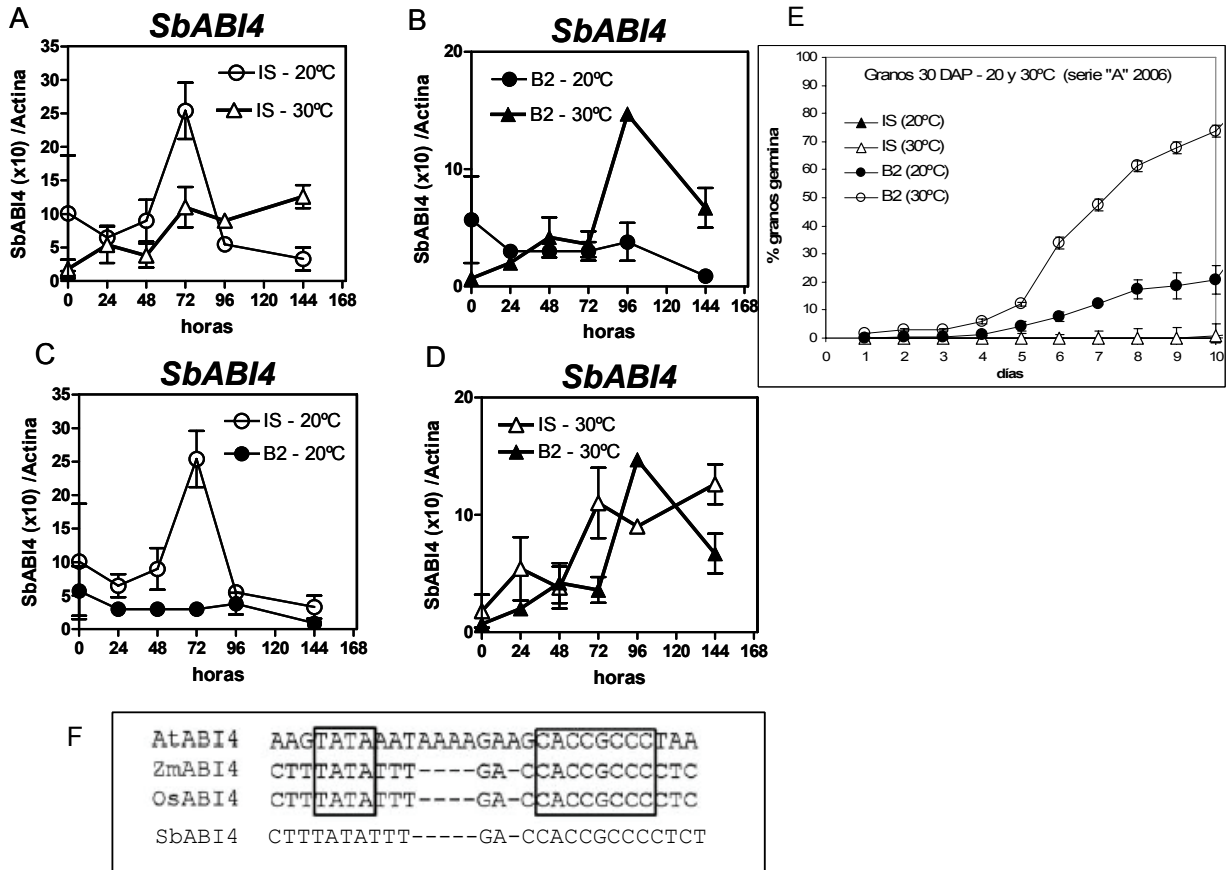 A
SbABI4
SbABI4 (x10) /Actina
35
30
25
20
15
10
5
0
IS - 20ºC
IS - 30ºC
0 24 48 72 96 120 144 168
horas
B
SbABI4
SbABI4 (x10) /Actina
20
10
0
B2 - 20ºC
B2 - 30ºC
0 24 48 72 96 120 144 168
horas
E
Granos 30 DAP - 20 y 30ºC (serie "A" 2006)
% granos germina
100
90
80
70
60
50
40
30
20
10
0
IS (20ºC)
IS (30ºC)
B2 (20ºC)
B2 (30ºC)
0 1 2 3 4 5 6 7 8 9 10
días
C
SbABI4
SbABI4 (x10) /Actina
35
30
25
20
15
10
5
0
IS - 20ºC
B2 - 20ºC
0 24 48 72 96 120 144 168
horas
D
SbABI4
SbABI4 (x10) /Actina
20
10
0
IS - 30ºC
B2 - 30ºC
0 24 48 72 96 120 144 168
horas
F
AtABI4 AAGTATAAATAAAAGAAGCACCGCCCTAA
ZmABI4 CTTTATATTT----GA-CCACCGCCCCTC
OsABI4 CTTTATATTT----GA-CCACCGCCCCTC
SbABI4 CTTTATATTT-----GA-CCACCGCCCCTCT